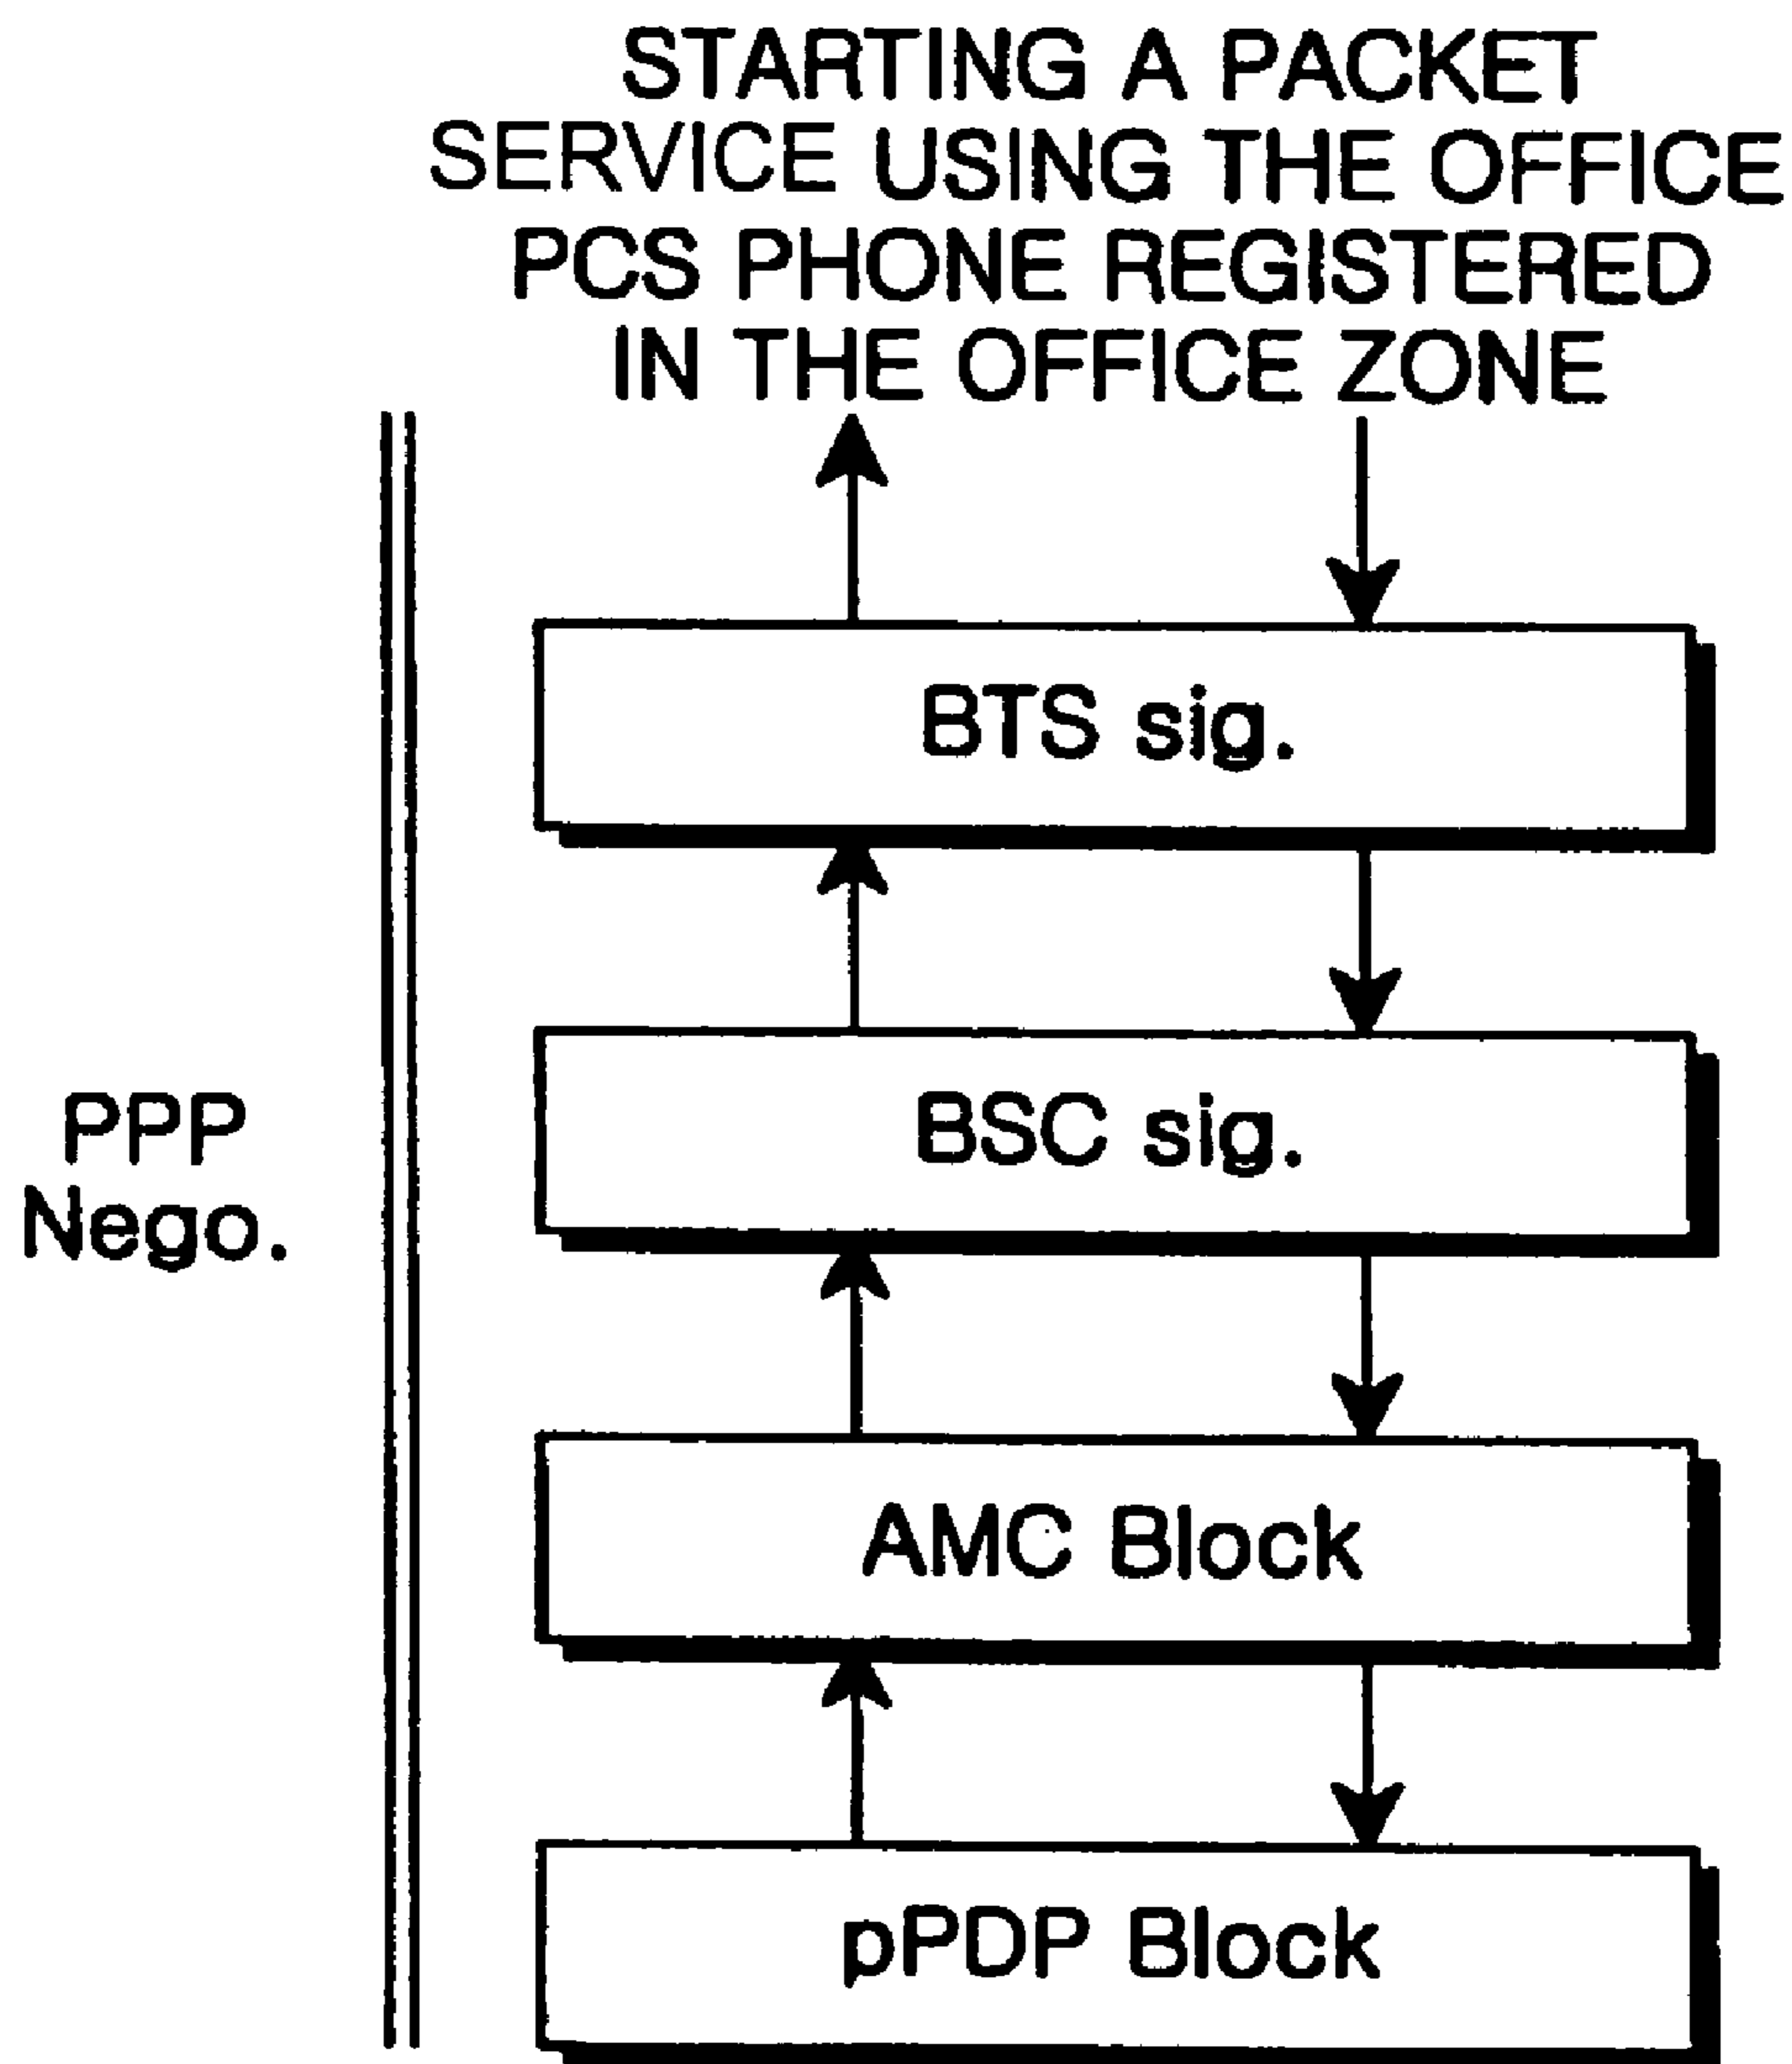 STARTING A PACKET
SERVICE USING THE OFFICE
PCS PHONE REGISTERED
IN THE OFFICE ZONE
BTS sig.
BSC sig.
PPP
Nego.
AMC Block
pPDP Block